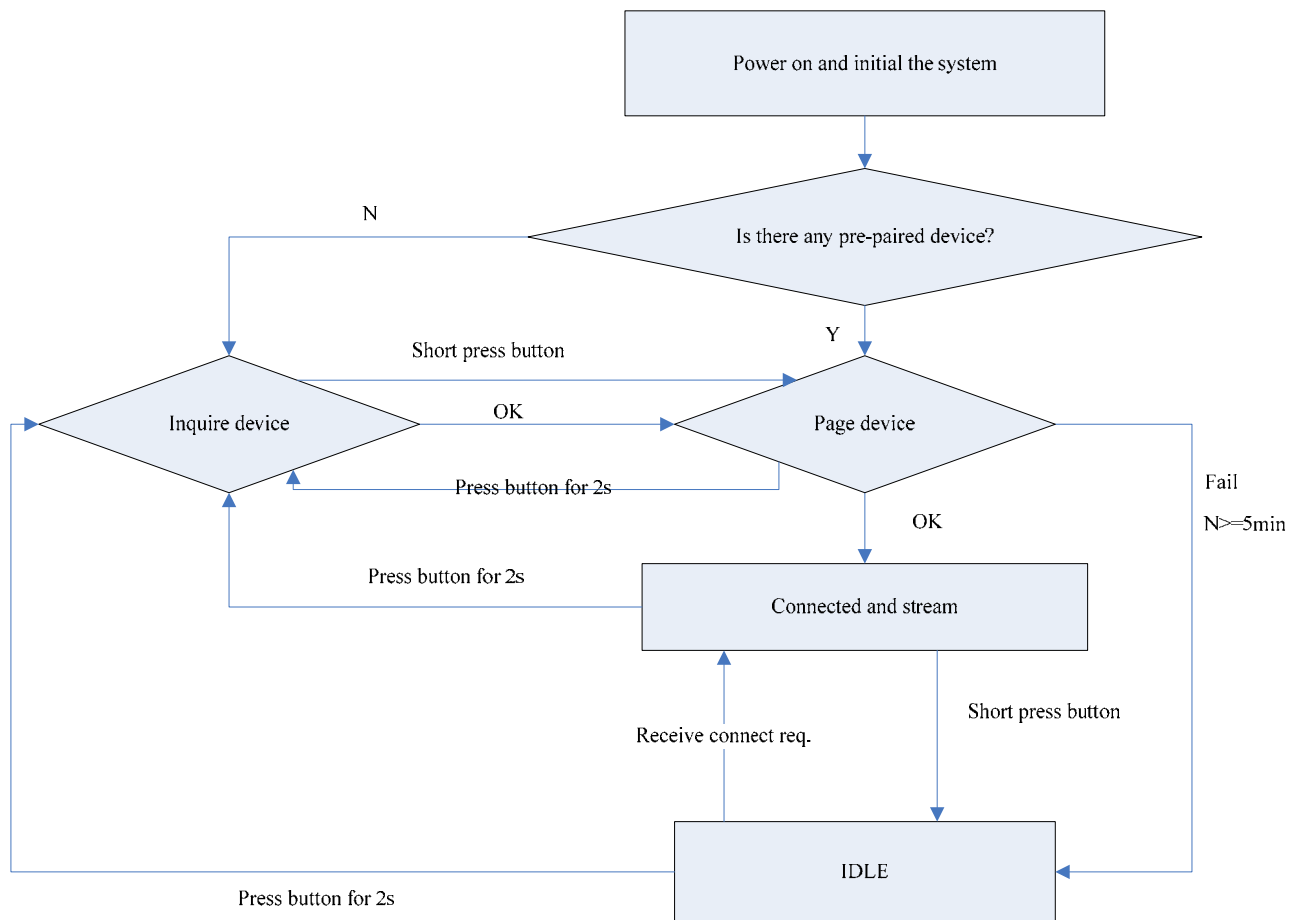 Power on and initial the system
N
Is there any pre-paired device?
Y
Short press button
Inquire device
OK
Page device
Press button for 2s
Fail
OK
N>=5min
Press button for 2s
Connected and stream
Short press button
Receive connect req.
IDLE
Press button for 2s